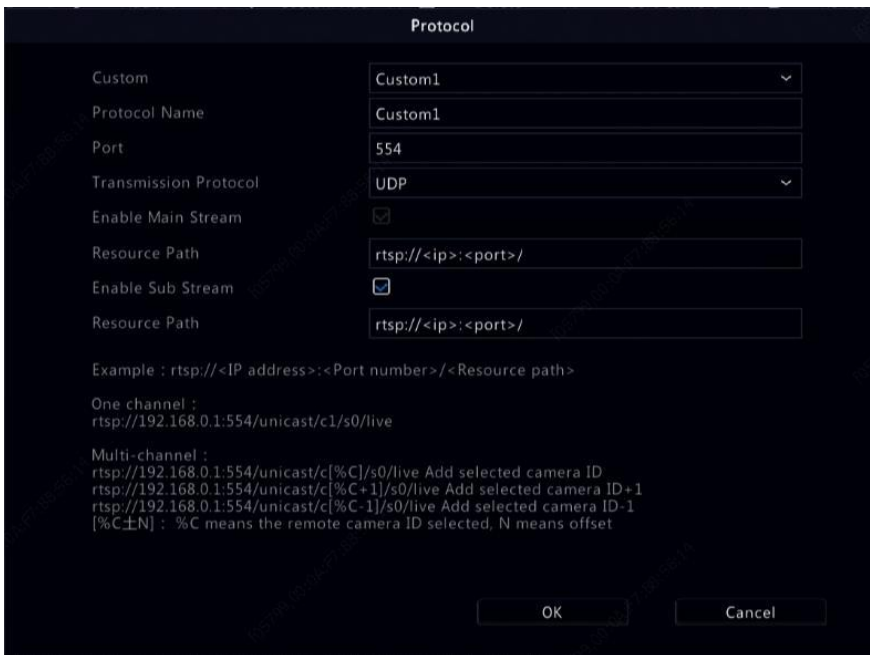 Protocol
Custom Custom1
Protocol Name Custom1
Port 554
Transmission Protocol UDP
Enable Main Stream
Resource Path rtsp://<ip>:<port>/
Enable Sub Stream
Resource Path rtsp://<ip>:<port>/
Example : rtsp://<IP address>:<Port number>/<Resource path>
One channel :
rtsp://192.168.0.1:554/unicast/c1/s0/live
Multi-channel :
rtsp://192.168.0.1:554/unicast/c[%C]/s0/live Add selected camera ID
rtsp://192.168.0.1:554/unicast/c[%C+1]/s0/live Add selected camera ID+1
rtsp://192.168.0.1:554/unicast/c[%C-1]/s0/live Add selected camera ID-1
[%C±N] : %C means the remote camera ID selected, N means offset
OK Cancel